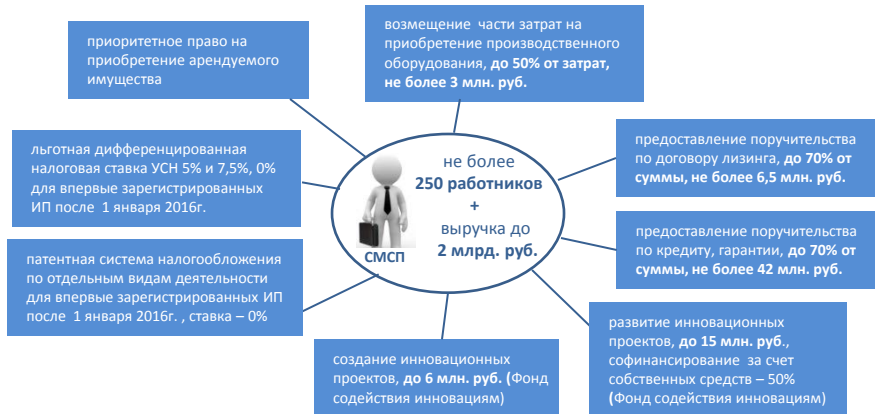 приоритетное право на
приобретение арендуемого
имущества
возмещение части затрат на
приобретение производственного
оборудования, до 50% от затрат,
не более 3 млн. руб.
льготная дифференцированная
налоговая ставка УСН 5% и 7,5%, 0%
для впервые зарегистрированных
ИП после 1 января 2016г.
не более
250 работников
+
выручка до
2 млрд. руб.
СМСП
предоставление поручительства
по договору лизинга, до 70% от
суммы, не более 6,5 млн. руб.
патентная система налогообложения
по отдельным видам деятельности
для впервые зарегистрированных ИП
после 1 января 2016г. , ставка – 0%
предоставление поручительства
по кредиту, гарантии, до 70% от
суммы, не более 42 млн. руб.
создание инновационных
проектов, до 6 млн. руб. (Фонд
содействия инновациям)
развитие инновационных
проектов, до 15 млн. руб.,
софинансирование за счет
собственных средств – 50%
(Фонд содействия инновациям)